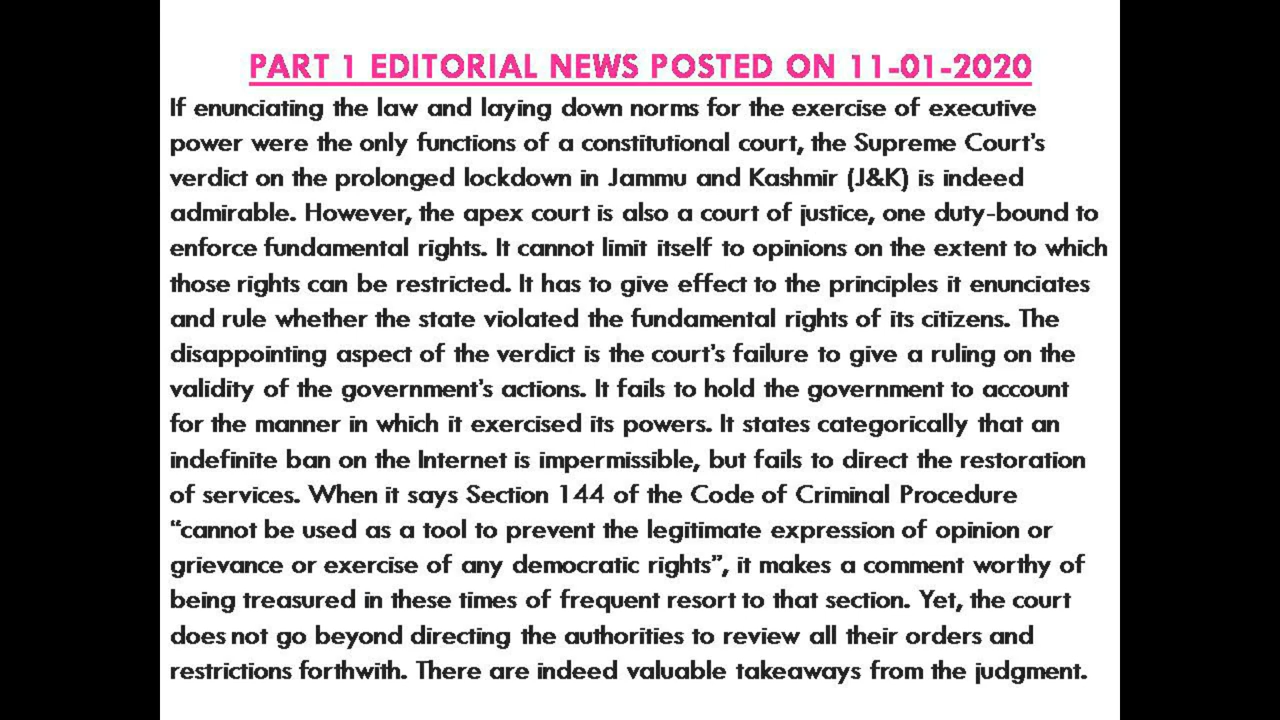 PART 1 EDITORIAL NEWS POSTED ON 11-01-2020
If enunciating the law and laying down norms for the exercise of executive
power were the only functions of a constitutional court, the Supreme Court's
verdict on the prolonged lockdown in Jammu and Kashmir (J&K) is indeed
admirable. However, the apex court is also a court of justice, one duty-bound to
enforce fundamental rights. It cannot limit itself to opinions on the extent to which
those rights can be restricted. It has to give effect to the principles it enunciates
and rule whether the state violated the fundamental rights of its citizens. The
disappointing aspect of the verdict is the court's failure to give a ruling on the
validity of the government's actions. It fails to hold the government to account
for the manner in which it exercised its powers. It states categorically that an
indefinite ban on the Internet is impermissible, but fails to direct the restoration
of services. When it says Section 144 of the Code of Criminal Procedure
“cannot be used as a tool to prevent the legitimate expression of opinion or
grievance or exercise of any democratic rights”, it makes a comment worthy of
being treasured in these times of frequent resort to that section. Yet, the court
does not go beyond directing the authorities to review all their orders and
restrictions forthwith. There are indeed valuable takeaways from the judgment.